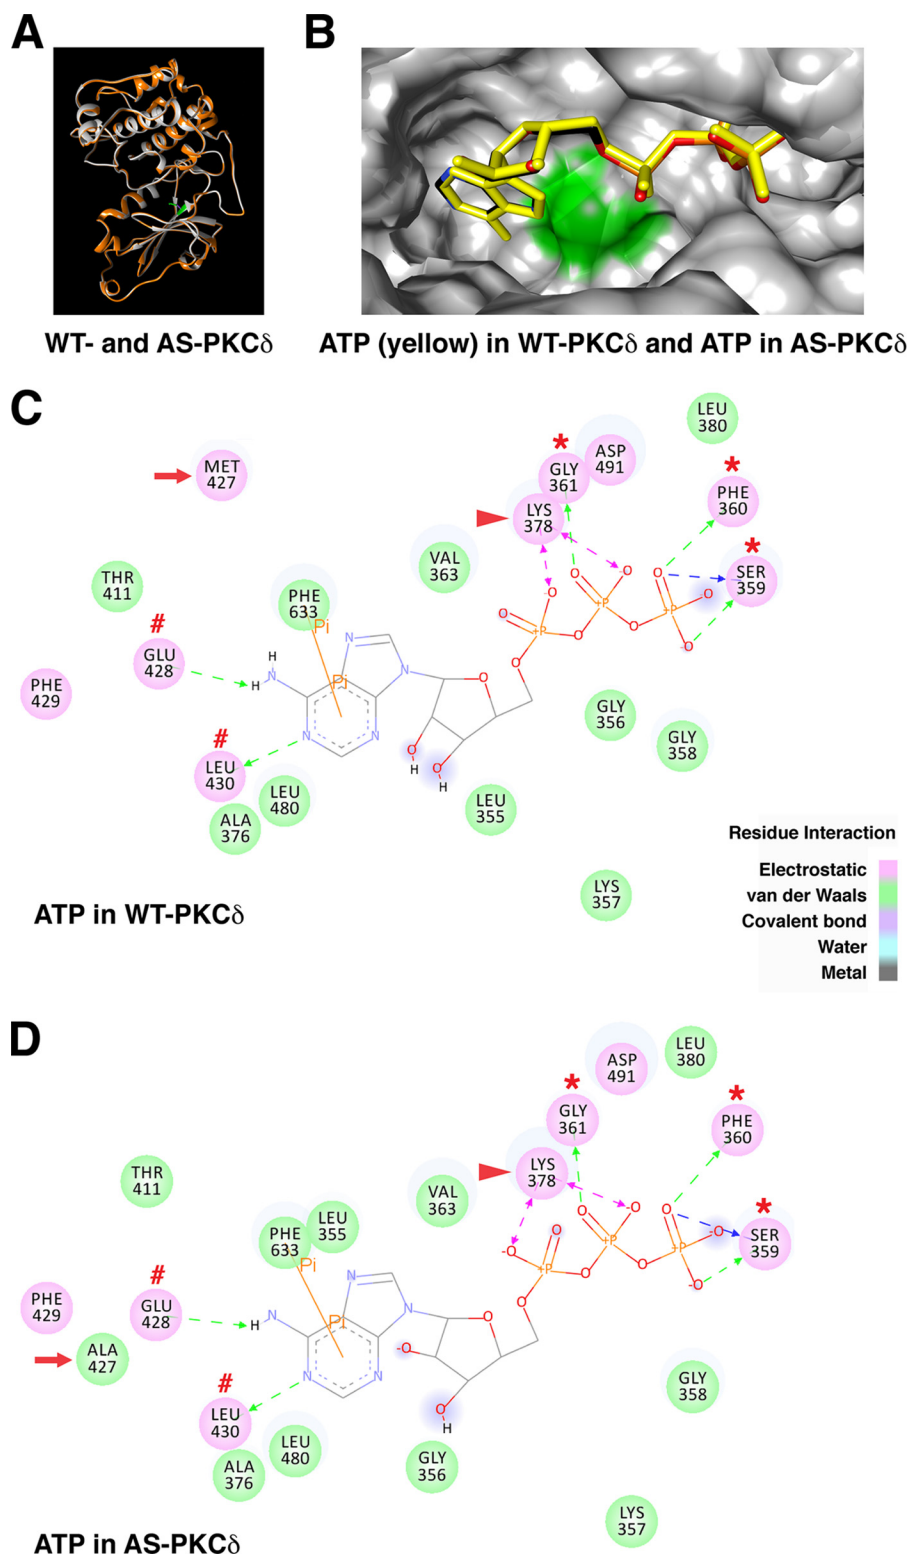 A
B
WT- and AS-PKCδ
ATP (yellow) in WT-PKCδ and ATP in AS-PKCδ
C
LEU
380
*
ASP
491
*
MET
427
GLY
361
PHE
360
LYS
378
*
VAL
363
SER
359
THR
411
PHE
633
Pi
#
GLU
428
PHE
429
Pi
GLY
356
GLY
358
#
LEU
430
LEU
480
ALA
376
LEU
355
LYS
357
H
N
H
N
N
N
N
O
O
H
O
H
O
O
+P
-O
O
O
+P
-O
O
O
+P
-O
-O
Residue Interaction
Electrostatic
van der Waals
Covalent bond
Water
Metal
ATP in WT-PKCδ
D
ASP
491
LEU
380
*
GLY
361
*
PHE
360
LYS
378
THR
411
VAL
363
*
SER
359
LEU
355
PHE
633
Pi
#
PHE
429
GLU
428
Pi
ALA
427
#
LEU
430
LEU
480
ALA
376
GLY
356
GLY
358
LYS
357
H
N
N
N
N
N
O
-O
O
H
O
-O
O
+P
O
O
-O
+P
O
O
+P
-O
-O
ATP in AS-PKCδ